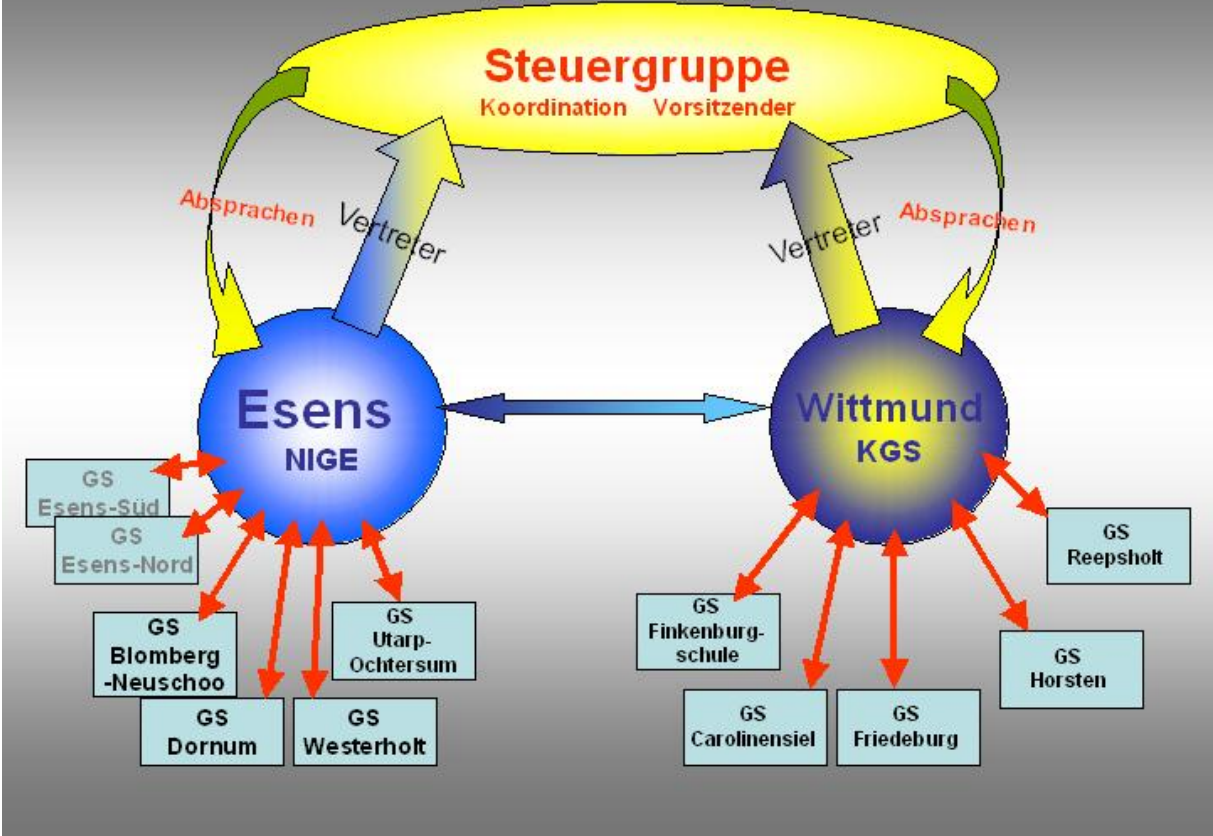 Steuergruppe
Koordination Vorsitzender
Absprachen
Vertreter
Vertreter
Absprachen
Esens
NIGE
Wittmund
KGS
GS
Esens-Süd
GS
Esens-Nord
GS
Blomberg
-Neuschoo
GS
Dornum
GS
Westerholt
GS
Utarp-
Ochtersum
GS
Finkenburg-
schule
GS
Carolinensiel
GS
Friedeburg
GS
Horsten
GS
Reepsholt